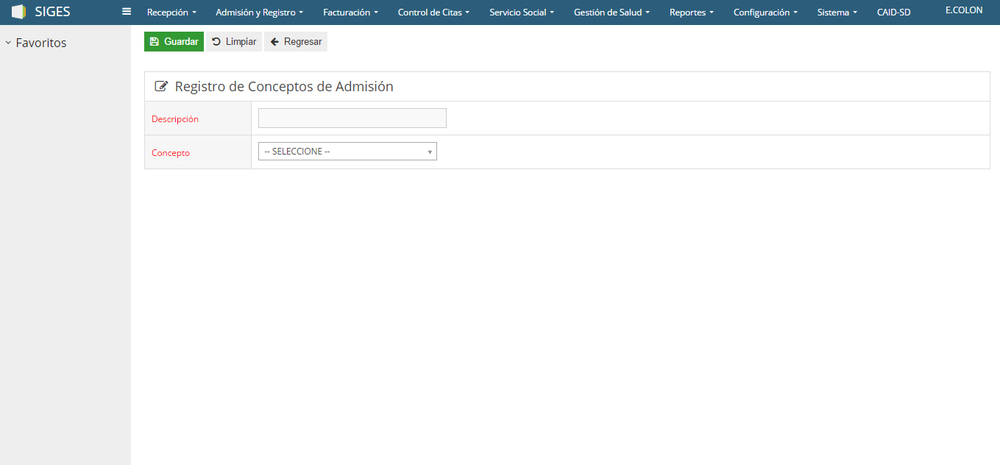 SIGES Recepción Admisión y Registro Facturación Control de Citas Servicio Social Gestión de Salud Reportes Configuración Sistema CAID-SD E.COLON
Favoritos
Guardar Limpiar Regresar
Registro de Conceptos de Admisión
Descripción
Concepto -- SELECCIONE --